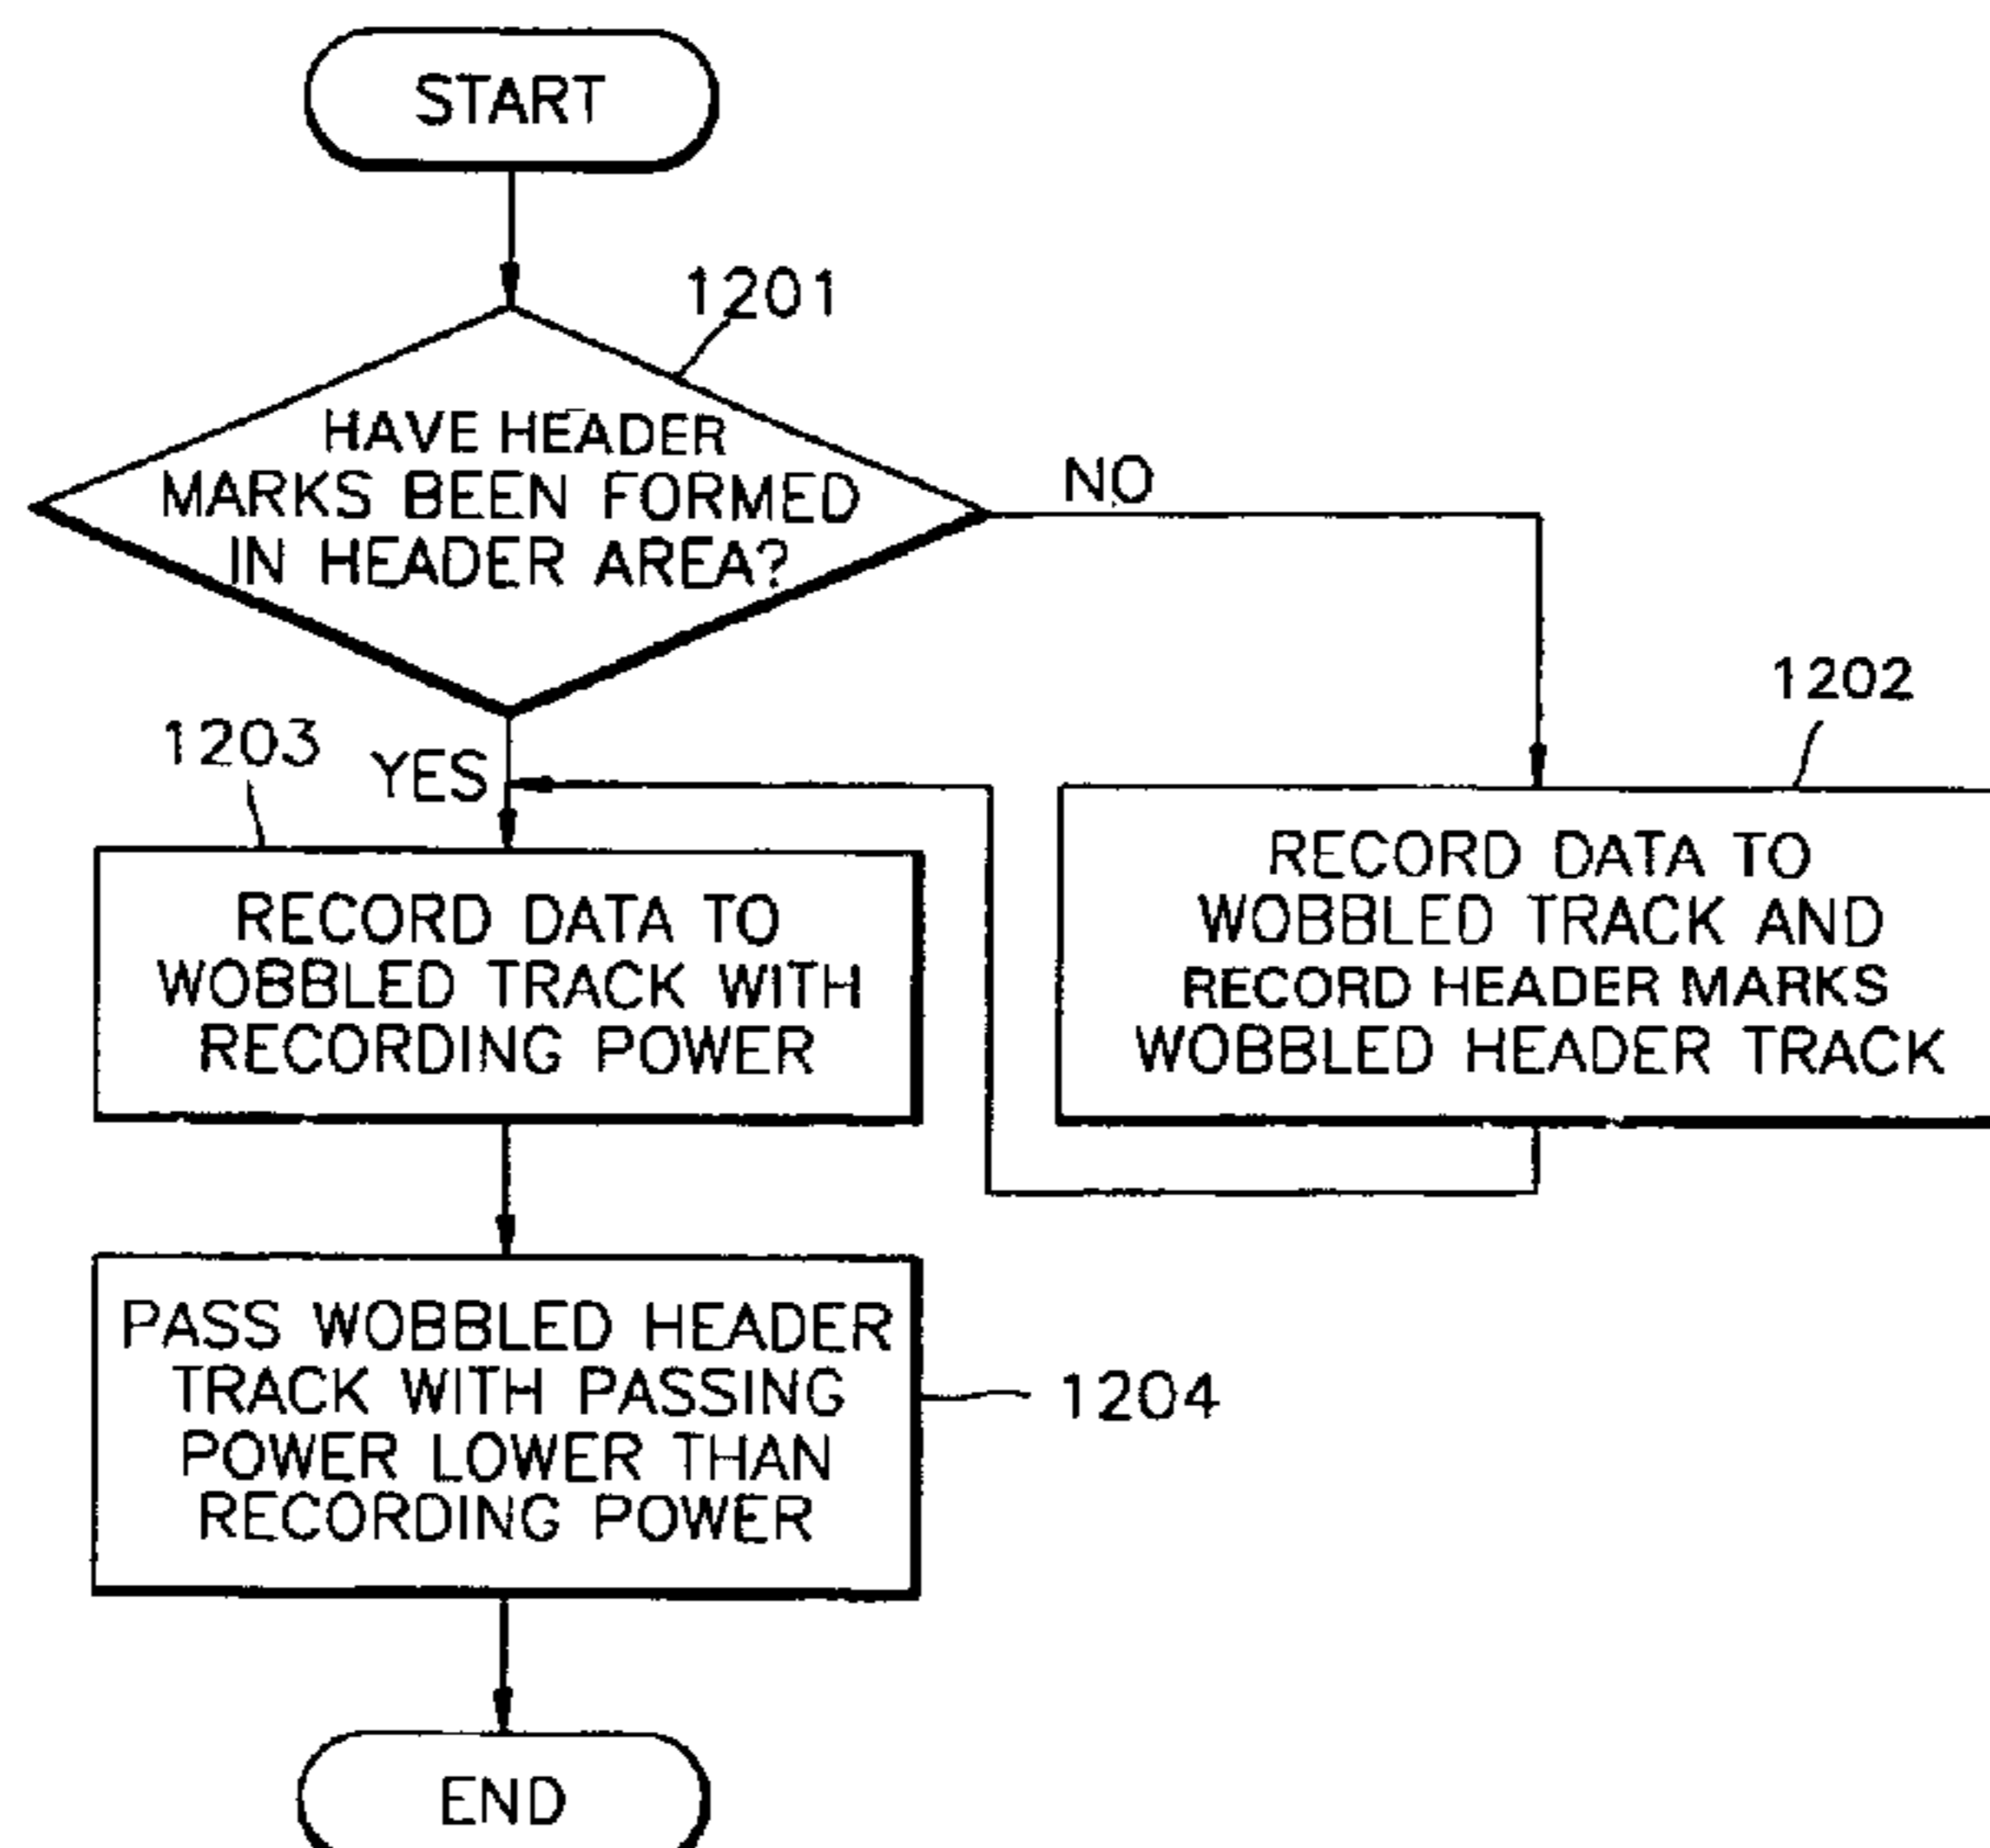 START
1201
HAVE HEADER
MARKS BEEN FORMED
IN HEADER AREA?
NO
1202
1203
YES
RECORD DATA TO
WOBBLED TRACK AND
RECORD HEADER MARKS
WOBBLED HEADER TRACK
RECORD DATA TO
WOBBLED TRACK WITH
RECORDING POWER
PASS WOBBLED HEADER
TRACK WITH PASSING
POWER LOWER THAN
RECORDING POWER
1204
END